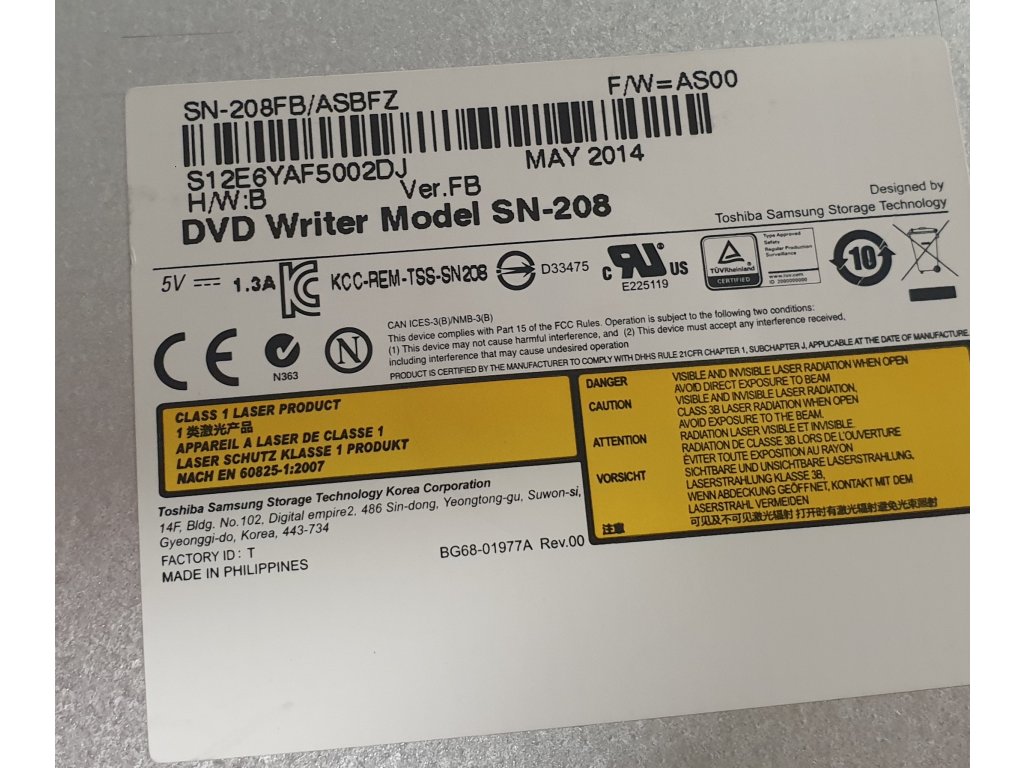 SN-208FB/ASBFZ
F/W=AS00
S12E6YAF5002DJ
MAY 2014
H/W:B
Ver.FB
DVD Writer Model SN-208
Designed by
Toshiba Samsung Storage Technology
5V ⎓ 1.3A
KCC-REM-TSS-SN208
D33475
c RU US
E225119
TÜVRheinland
CERTIFIED
Type Approved
Safety
Regular Production
Surveillance
www.tuv.com
ID 2000000000
10
CE
N363
N
CAN ICES-3(B)/NMB-3(B)
This device complies with Part 15 of the FCC Rules. Operation is subject to the following two conditions:
(1) This device may not cause harmful interference, and (2) This device must accept any interference received,
including interference that may cause undesired operation
PRODUCT IS CERTIFIED BY THE MANUFACTURER TO COMPLY WITH DHHS RULE 21CFR CHAPTER 1, SUBCHAPTER J, APPLICABLE AT THE DATE OF MANUFACTURE.
CLASS 1 LASER PRODUCT
1 类激光产品
APPAREIL A LASER DE CLASSE 1
LASER SCHUTZ KLASSE 1 PRODUKT
NACH EN 60825-1:2007
DANGER
VISIBLE AND INVISIBLE LASER RADIATION WHEN OPEN
AVOID DIRECT EXPOSURE TO BEAM
CAUTION
VISIBLE AND INVISIBLE LASER RADIATION,
CLASS 3B LASER RADIATION WHEN OPEN
AVOID EXPOSURE TO THE BEAM.
ATTENTION
RADIATION LASER VISIBLE ET INVISIBLE.
RADIATION DE CLASSE 3B LORS DE L'OUVERTURE
ÉVITER TOUTE EXPOSITION AU RAYON
VORSICHT
SICHTBARE UND UNSICHTBARE LASERSTRAHLUNG,
LASERSTRAHLUNG KLASSE 3B,
WENN ABDECKUNG GEÖFFNET, KONTAKT MIT DEM
LASERSTRAHL VERMEIDEN
注意
可见及不可见激光辐射 打开时有激光辐射避免光束照射
Toshiba Samsung Storage Technology Korea Corporation
14F, Bldg. No.102, Digital empire2. 486 Sin-dong, Yeongtong-gu, Suwon-si,
Gyeonggi-do, Korea, 443-734
FACTORY ID : T
MADE IN PHILIPPINES
BG68-01977A Rev.00